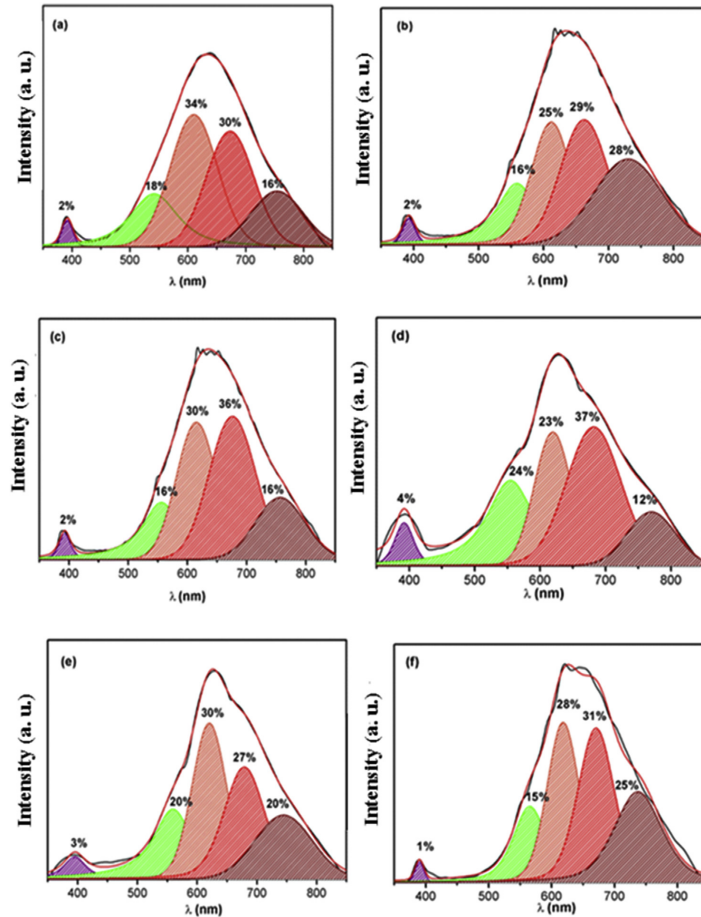 (a)
Intensity (a. u.)
2%
18%
34%
30%
16%
350 400 500 600 700 800
λ (nm)
(b)
Intensity (a. u.)
2%
16%
25%
29%
28%
400 500 600 700 800
λ (nm)
(c)
Intensity (a. u.)
2%
16%
30%
36%
16%
400 500 600 700 800
λ (nm)
(d)
Intensity (a. u.)
4%
24%
23%
37%
12%
400 500 600 700 800
λ (nm)
(e)
Intensity (a. u.)
3%
20%
30%
27%
20%
400 500 600 700 800
λ (nm)
(f)
Intensity (a. u.)
1%
15%
28%
31%
25%
350 400 500 600 700 800
λ (nm)